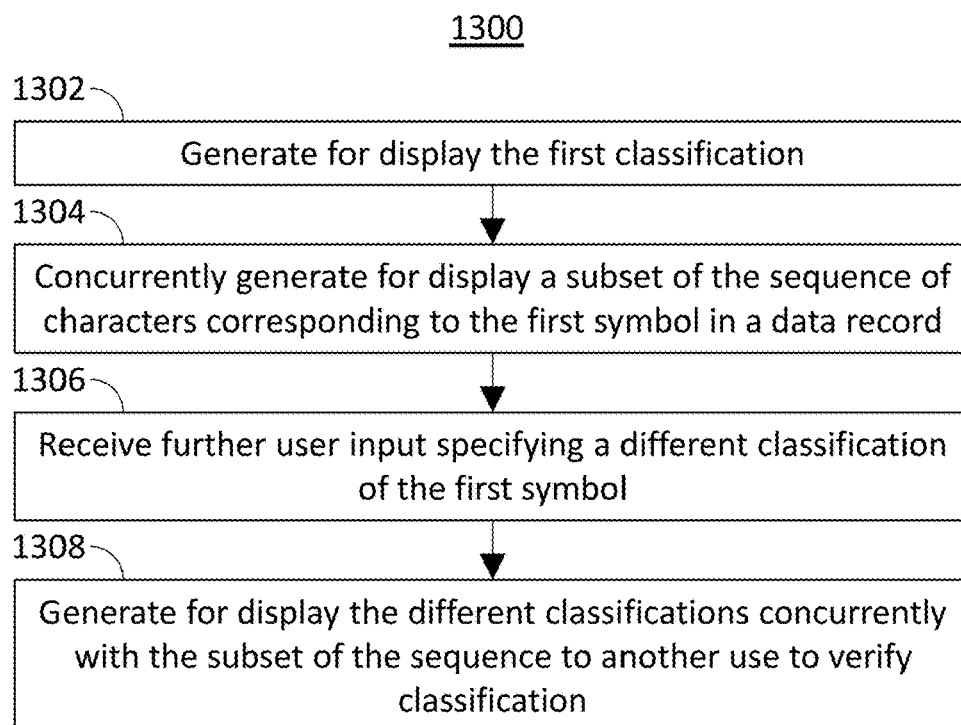 1300
1302
Generate for display the first classification
1304
Concurrently generate for display a subset of the sequence of
characters corresponding to the first symbol in a data record
1306
Receive further user input specifying a different classification
of the first symbol
1308
Generate for display the different classifications concurrently
with the subset of the sequence to another use to verify
classification